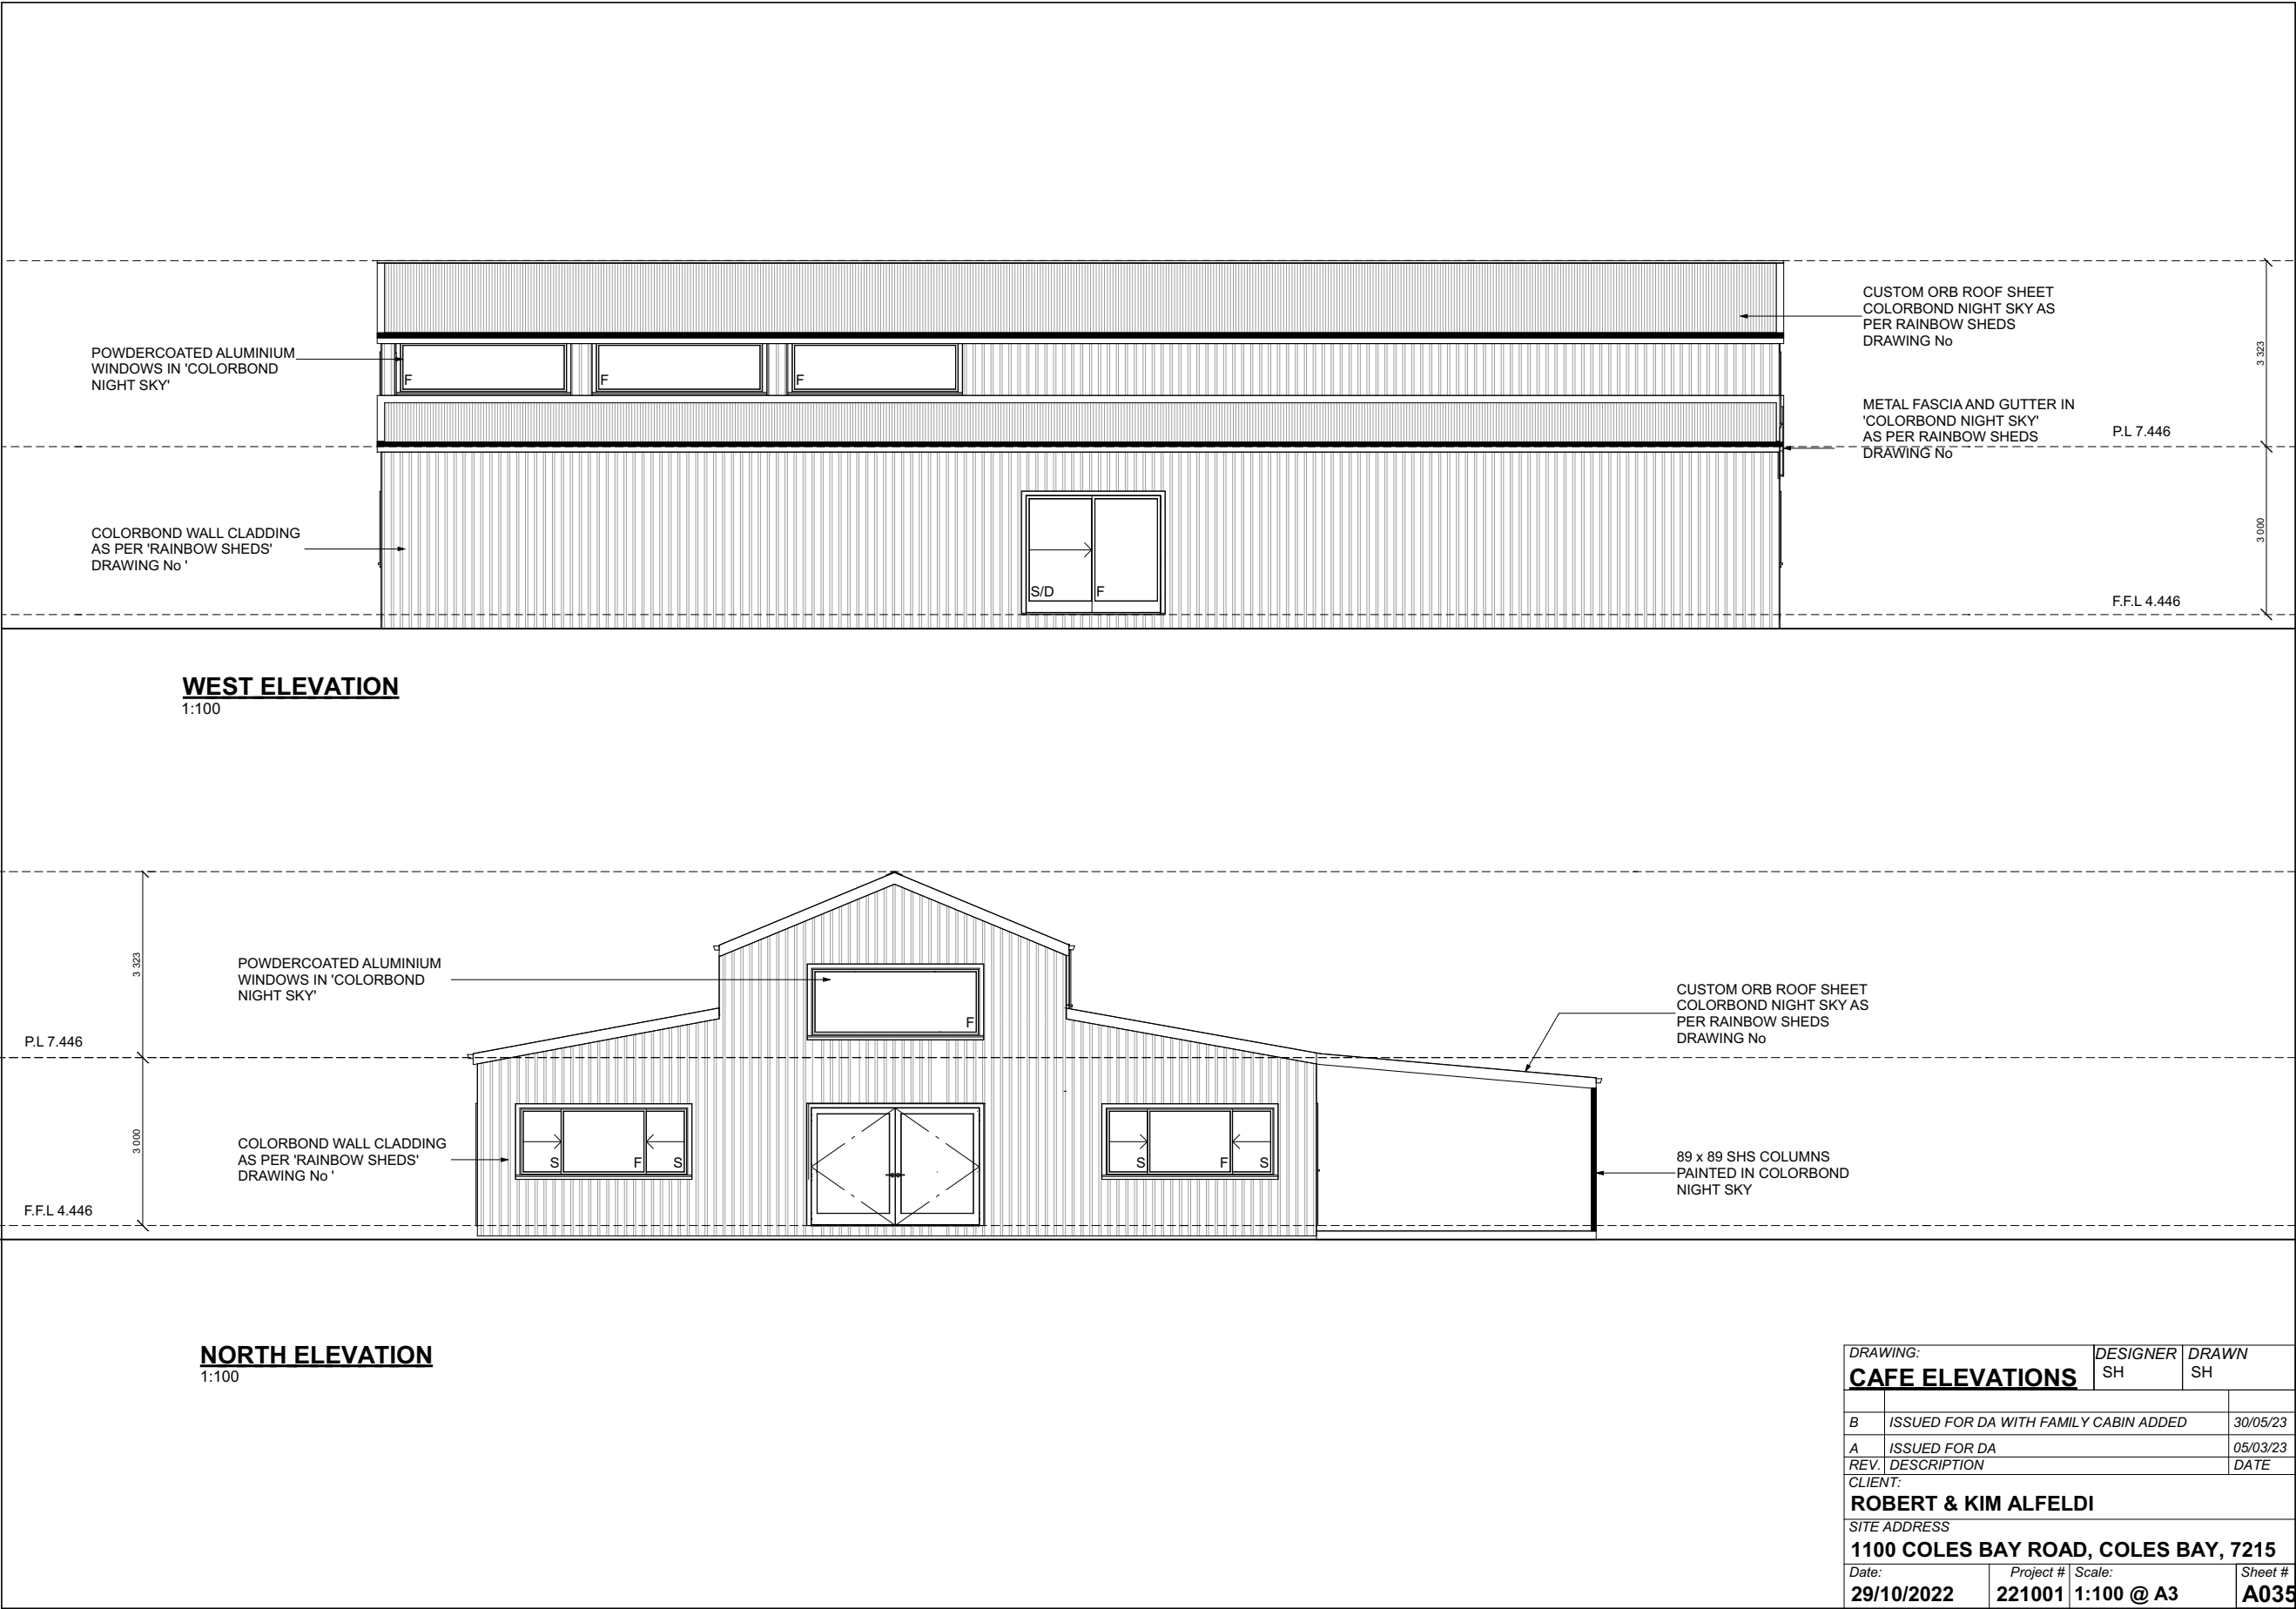 CUSTOM ORB ROOF SHEET
COLORBOND NIGHT SKY AS
PER RAINBOW SHEDS
DRAWING No
POWDERCOATED ALUMINIUM
WINDOWS IN 'COLORBOND
NIGHT SKY'
F
F
F
3 323
METAL FASCIA AND GUTTER IN
'COLORBOND NIGHT SKY'
AS PER RAINBOW SHEDS
DRAWING No
P.L 7.446
COLORBOND WALL CLADDING
AS PER 'RAINBOW SHEDS'
DRAWING No '
3 000
S/D
F
F.F.L 4.446
WEST ELEVATION
1:100
3 323
POWDERCOATED ALUMINIUM
WINDOWS IN 'COLORBOND
NIGHT SKY'
F
CUSTOM ORB ROOF SHEET
COLORBOND NIGHT SKY AS
PER RAINBOW SHEDS
DRAWING No
P.L 7.446
3 000
COLORBOND WALL CLADDING
AS PER 'RAINBOW SHEDS'
DRAWING No '
S F S
S F S
89 x 89 SHS COLUMNS
PAINTED IN COLORBOND
NIGHT SKY
F.F.L 4.446
NORTH ELEVATION
1:100
DRAWING:
CAFE ELEVATIONS
DESIGNER
SH
DRAWN
SH
B ISSUED FOR DA WITH FAMILY CABIN ADDED 30/05/23
A ISSUED FOR DA 05/03/23
REV. DESCRIPTION DATE
CLIENT:
ROBERT & KIM ALFELDI
SITE ADDRESS
1100 COLES BAY ROAD, COLES BAY, 7215
Date: Project # Scale: Sheet #
29/10/2022 221001 1:100 @ A3 A035